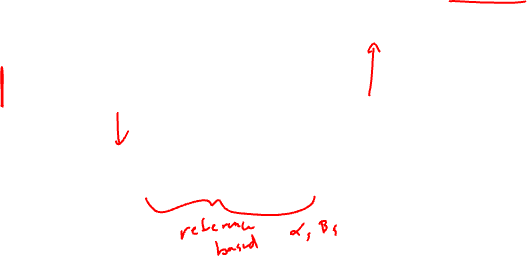 reference α, β,
based